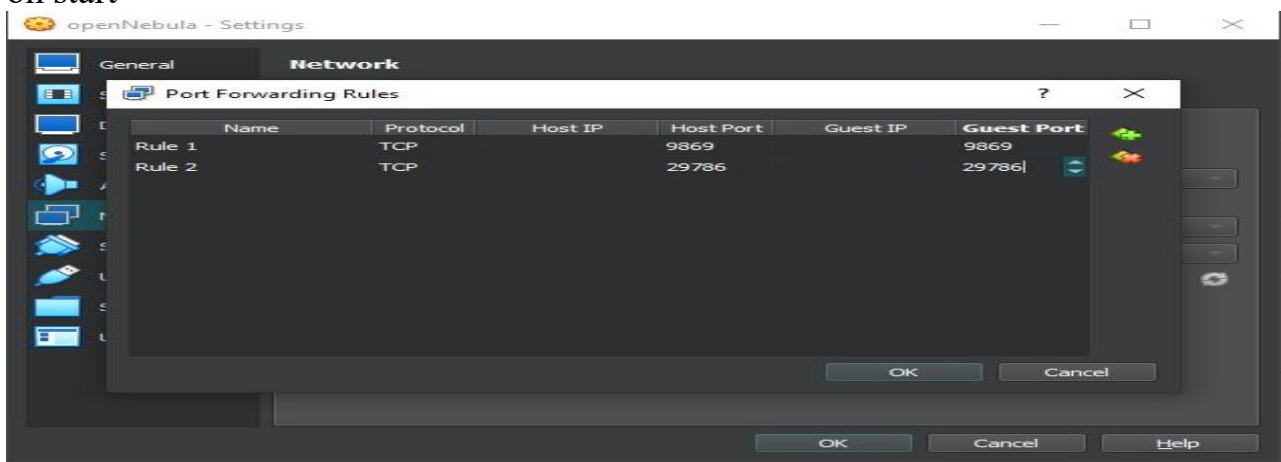 on start
openNebula - Settings
General
Network
Port Forwarding Rules
?
Name Protocol Host IP Host Port Guest IP Guest Port
Rule 1 TCP 9869 9869
Rule 2 TCP 29786 29786
OK Cancel
OK Cancel Help